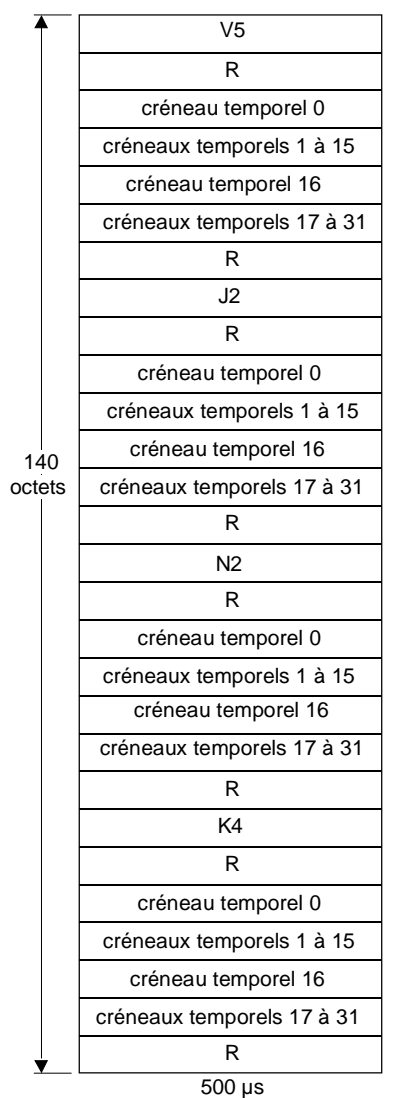 V5
R
créneau temporel 0
créneaux temporels 1 à 15
créneau temporel 16
créneaux temporels 17 à 31
R
J2
R
créneau temporel 0
créneaux temporels 1 à 15
créneau temporel 16
140
octets
créneaux temporels 17 à 31
R
N2
R
créneau temporel 0
créneaux temporels 1 à 15
créneau temporel 16
créneaux temporels 17 à 31
R
K4
R
créneau temporel 0
créneaux temporels 1 à 15
créneau temporel 16
créneaux temporels 17 à 31
R
500 µs